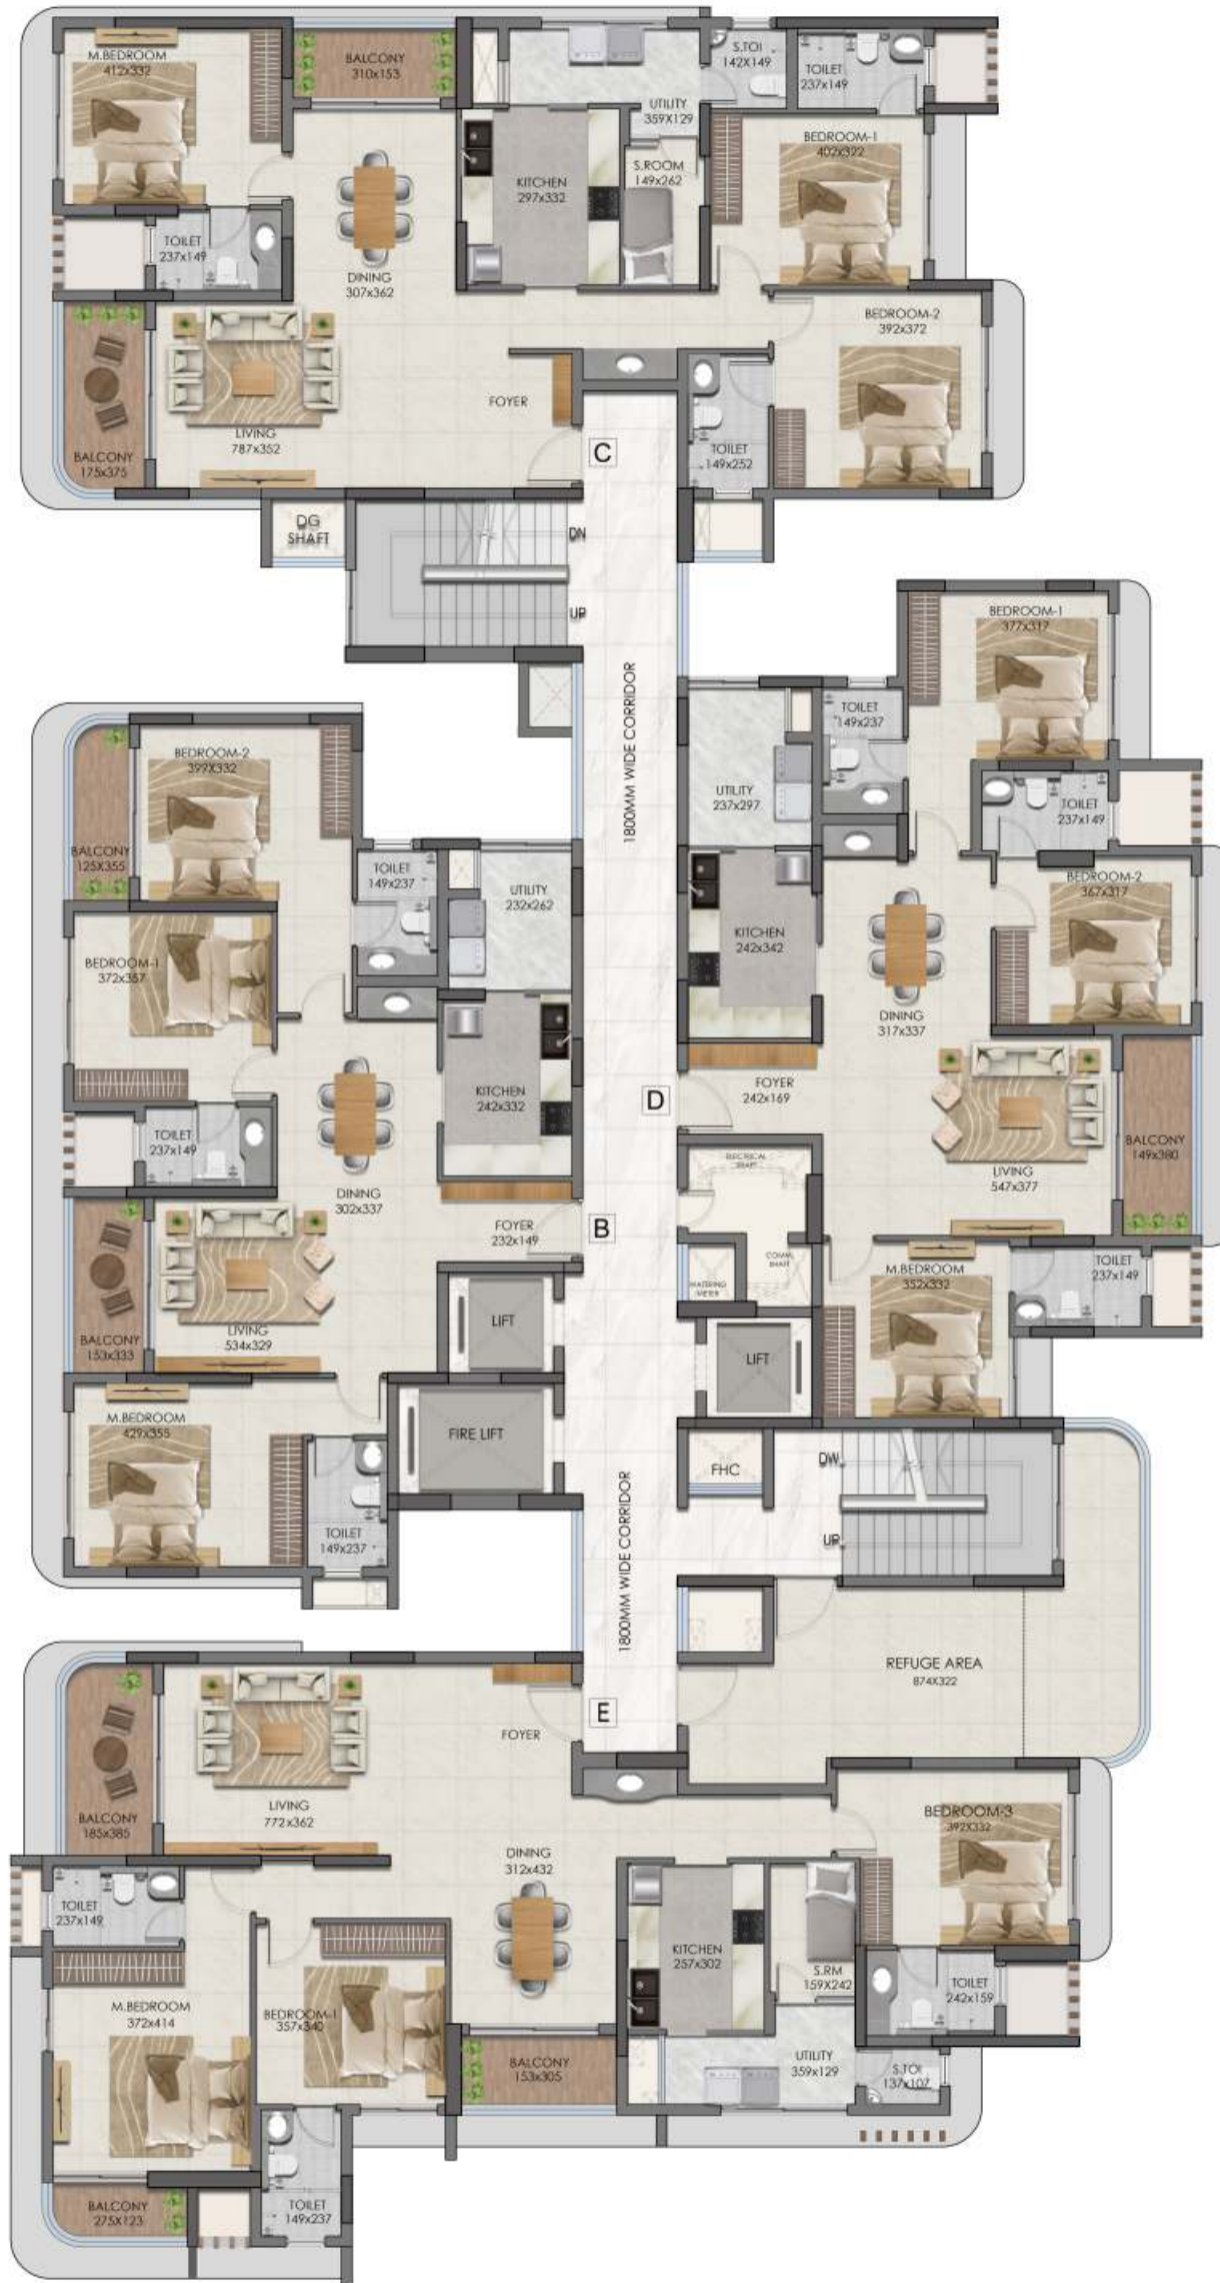 M.BEDROOM
412x332
BALCONY
310x153
S.TOI
142X149
TOILET
237x149
UTILITY
359X129
BEDROOM-1
402x322
KITCHEN
297x332
S.ROOM
149x262
TOILET
237x149
DINING
307x362
BEDROOM-2
392x372
FOYER
LIVING
787x352
BALCONY
175x375
C
TOILET
149x252
DG
SHAFT
DN
UP
1800MM WIDE CORRIDOR
BEDROOM-1
377x317
TOILET
149x237
UTILITY
237x297
TOILET
237x149
BEDROOM-2
399X332
BALCONY
125X355
TOILET
149x237
UTILITY
232x262
BEDROOM-2
367x317
KITCHEN
242x342
BEDROOM-1
372x357
DINING
317x337
KITCHEN
242x332
FOYER
242x169
D
TOILET
237x149
BALCONY
149x380
ELECTRICAL
SHAFT
LIVING
547x377
DINING
302x337
FOYER
232x149
B
COMM.
SHAFT
WATERING
METER
M.BEDROOM
352x332
TOILET
237x149
BALCONY
153x333
LIVING
534x329
LIFT
LIFT
M.BEDROOM
429x355
FIRE LIFT
FHC
DW
UP
TOILET
149x237
1800MM WIDE CORRIDOR
REFUGE AREA
874X322
E
FOYER
LIVING
772x362
BALCONY
185x385
BEDROOM-3
392X332
DINING
312x432
TOILET
237x149
KITCHEN
257x302
S.RM
159X242
TOILET
242x159
M.BEDROOM
372x414
BEDROOM-1
357x340
BALCONY
153x305
UTILITY
359x129
S.TOI
137x107
BALCONY
275X123
TOILET
149x237